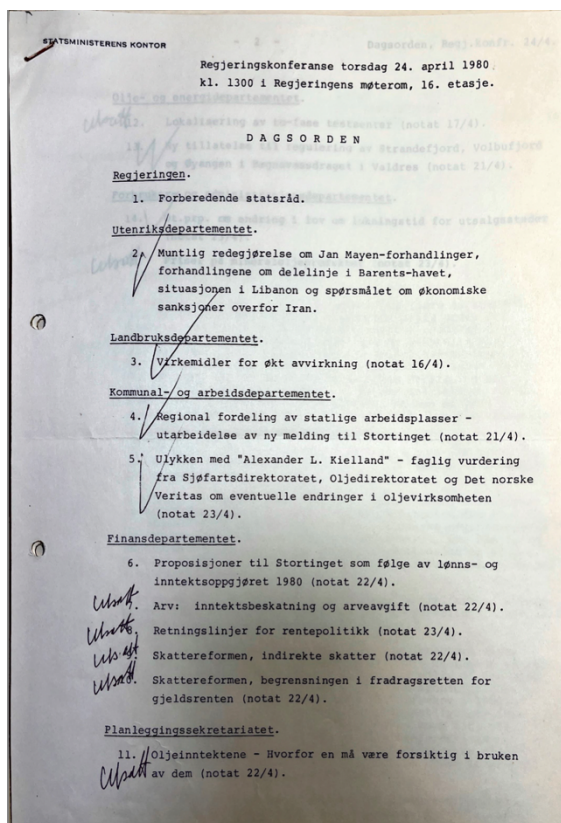 STATSMINISTERENS KONTOR
- 2 -
Dagsorden, Regj.konfr. 24/4.
Regjeringskonferanse torsdag 24. april 1980
kl. 1300 i Regjeringens møterom, 16. etasje.
DAGSORDEN
Regjeringen.
1. Forberedende statsråd.
Utenriksdepartementet.
2. Muntlig redegjørelse om Jan Mayen-forhandlinger,
forhandlingene om delelinje i Barents-havet,
situasjonen i Libanon og spørsmålet om økonomiske
sanksjoner overfor Iran.
Landbruksdepartementet.
3. Virkemidler for økt avvirkning (notat 16/4).
Kommunal- og arbeidsdepartementet.
4. Regional fordeling av statlige arbeidsplasser -
utarbeidelse av ny melding til Stortinget (notat 21/4).
5. Ulykken med "Alexander L. Kielland" - faglig vurdering
fra Sjøfartsdirektoratet, Oljedirektoratet og Det norske
Veritas om eventuelle endringer i oljevirksomheten
(notat 23/4).
Finansdepartementet.
6. Proposisjoner til Stortinget som følge av lønns- og
inntektsoppgjøret 1980 (notat 22/4).
Utsatt Arv: inntektsbeskatning og arveavgift (notat 22/4).
Utsatt Retningslinjer for rentepolitikk (notat 23/4).
Utsatt Skattereformen, indirekte skatter (notat 22/4).
Utsatt Skattereformen, begrensningen i fradragsretten for
gjeldsrenten (notat 22/4).
Planleggingssekretariatet.
11. Oljeinntektene - Hvorfor en må være forsiktig i bruken
Utsatt av dem (notat 22/4).